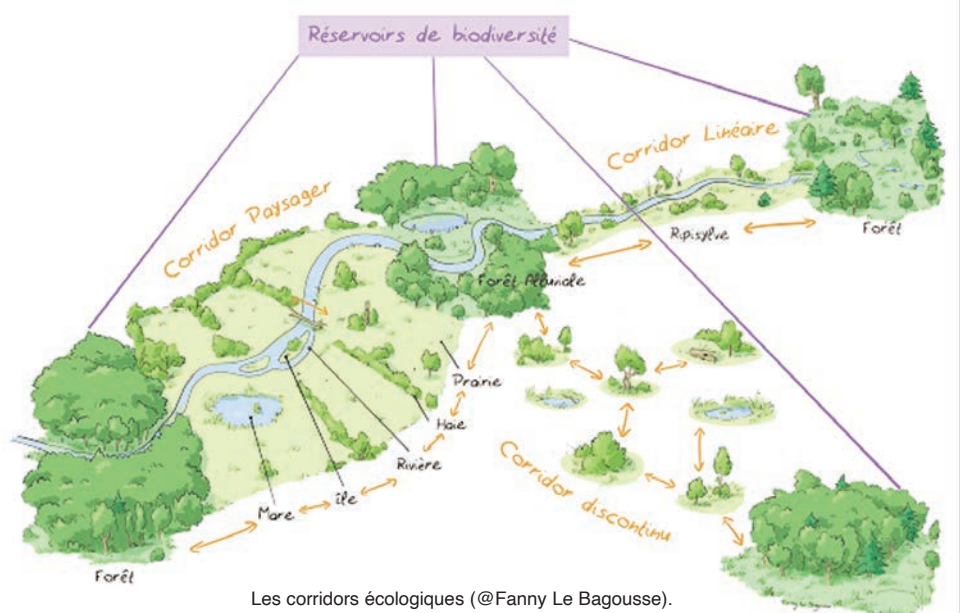 Réservoirs de biodiversité
Corridor Paysager
Corridor Linéaire
Ripisylve
Forêt
Forêt Alluviale
Prairie
Haie
Rivière
île
Mare
Forêt
Corridor discontinu
Les corridors écologiques (@Fanny Le Bagousse).